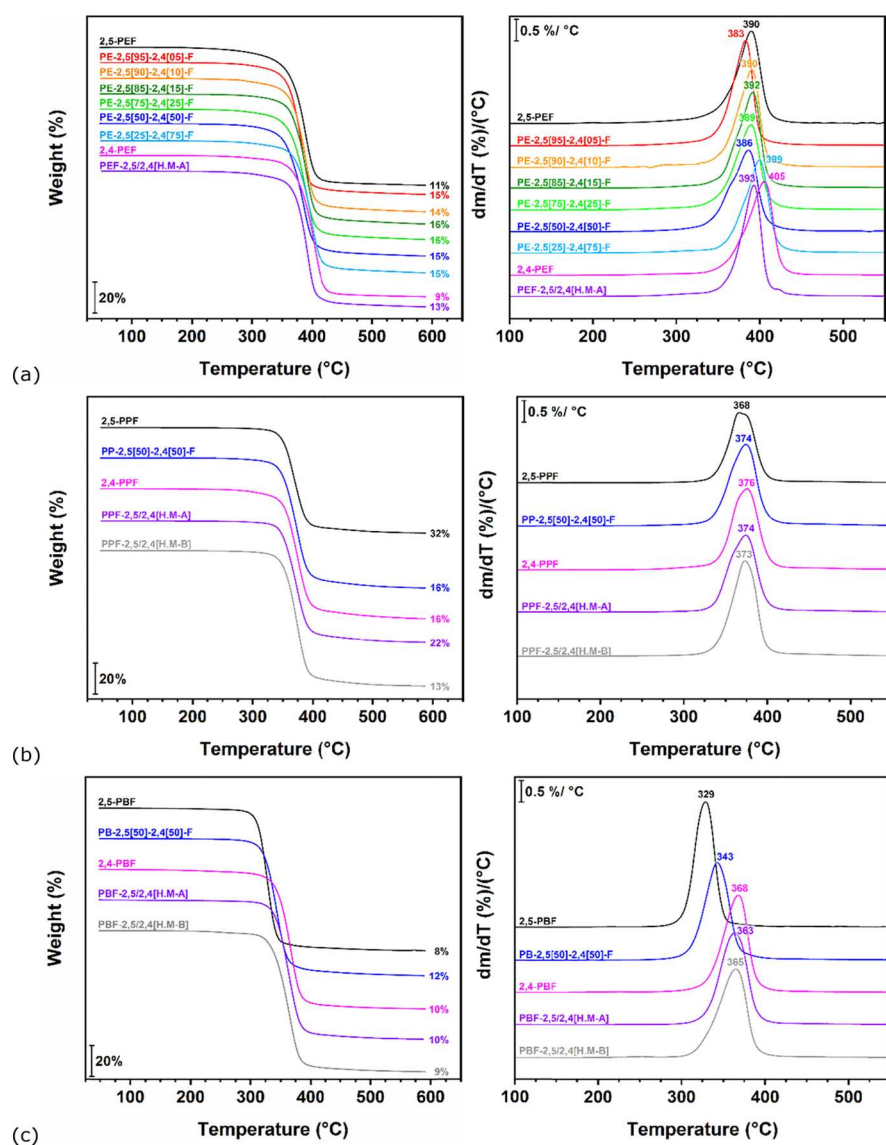 2,5-PEF
PE-2,5[95]-2,4[05]-F
PE-2,5[90]-2,4[10]-F
PE-2,5[85]-2,4[15]-F
PE-2,5[75]-2,4[25]-F
PE-2,5[50]-2,4[50]-F
PE-2,5[25]-2,4[75]-F
2,4-PEF
PEF-2,5/2,4[H.M-A]
11%
15%
14%
16%
16%
15%
15%
9%
13%
20%
Weight (%)
100 200 300 400 500 600
Temperature (°C)
0.5 %/ °C
383
390
390
392
389
386
399
393
405
2,5-PEF
PE-2,5[95]-2,4[05]-F
PE-2,5[90]-2,4[10]-F
PE-2,5[85]-2,4[15]-F
PE-2,5[75]-2,4[25]-F
PE-2,5[50]-2,4[50]-F
PE-2,5[25]-2,4[75]-F
2,4-PEF
PEF-2,5/2,4[H.M-A]
dm/dT (%)/(°C)
100 200 300 400 500
Temperature (°C)
(a)
2,5-PPF
PP-2,5[50]-2,4[50]-F
2,4-PPF
PPF-2,5/2,4[H.M-A]
PPF-2,5/2,4[H.M-B]
32%
16%
16%
22%
13%
20%
Weight (%)
100 200 300 400 500 600
Temperature (°C)
0.5 %/ °C
368
374
376
374
373
2,5-PPF
PP-2,5[50]-2,4[50]-F
2,4-PPF
PPF-2,5/2,4[H.M-A]
PPF-2,5/2,4[H.M-B]
dm/dT (%)/(°C)
100 200 300 400 500
Temperature (°C)
(b)
2,5-PBF
PB-2,5[50]-2,4[50]-F
2,4-PBF
PBF-2,5/2,4[H.M-A]
PBF-2,5/2,4[H.M-B]
8%
12%
10%
10%
9%
20%
Weight (%)
100 200 300 400 500 600
Temperature (°C)
0.5 %/ °C
329
343
368
363
365
2,5-PBF
PB-2,5[50]-2,4[50]-F
2,4-PBF
PBF-2,5/2,4[H.M-A]
PBF-2,5/2,4[H.M-B]
dm/dT (%)/(°C)
100 200 300 400 500
Temperature (°C)
(c)